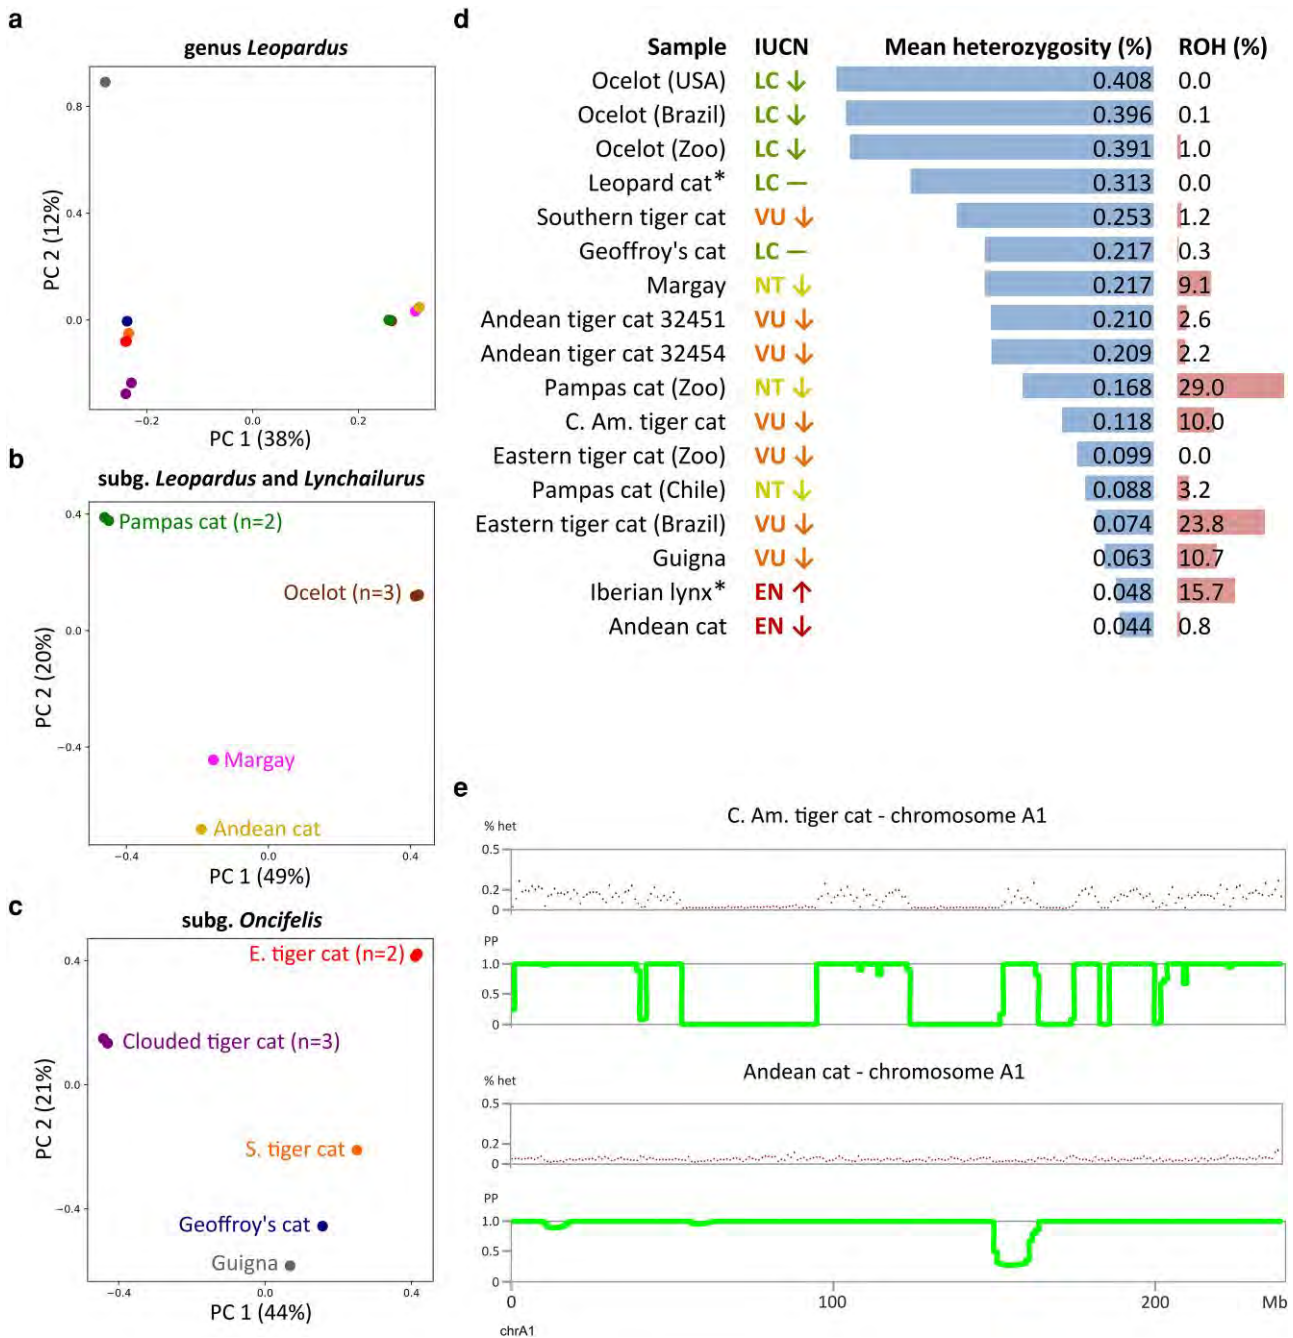 a
genus Leopardus
0.8
0.4
0.0
PC 2 (12%)
−0.2 0.0 0.2
PC 1 (38%)
b
subg. Leopardus and Lynchailurus
0.4
0.0
−0.4
PC 2 (20%)
Pampas cat (n=2)
Ocelot (n=3)
Margay
Andean cat
−0.4 0.0 0.4
PC 1 (49%)
c
subg. Oncifelis
0.4
0.0
−0.4
PC 2 (21%)
E. tiger cat (n=2)
Clouded tiger cat (n=3)
S. tiger cat
Geoffroy's cat
Guigna
−0.4 0.0 0.4
PC 1 (44%)
d
Sample IUCN Mean heterozygosity (%) ROH (%)
Ocelot (USA) LC ↓ 0.408 0.0
Ocelot (Brazil) LC ↓ 0.396 0.1
Ocelot (Zoo) LC ↓ 0.391 1.0
Leopard cat* LC — 0.313 0.0
Southern tiger cat VU ↓ 0.253 1.2
Geoffroy's cat LC — 0.217 0.3
Margay NT ↓ 0.217 9.1
Andean tiger cat 32451 VU ↓ 0.210 2.6
Andean tiger cat 32454 VU ↓ 0.209 2.2
Pampas cat (Zoo) NT ↓ 0.168 29.0
C. Am. tiger cat VU ↓ 0.118 10.0
Eastern tiger cat (Zoo) VU ↓ 0.099 0.0
Pampas cat (Chile) NT ↓ 0.088 3.2
Eastern tiger cat (Brazil) VU ↓ 0.074 23.8
Guigna VU ↓ 0.063 10.7
Iberian lynx* EN ↑ 0.048 15.7
Andean cat EN ↓ 0.044 0.8
e
C. Am. tiger cat - chromosome A1
% het
0.5
0.2
0
PP
1.0
0.5
0
Andean cat - chromosome A1
% het
0.5
0.2
0
PP
1.0
0.5
0
0 100 200 Mb
chrA1